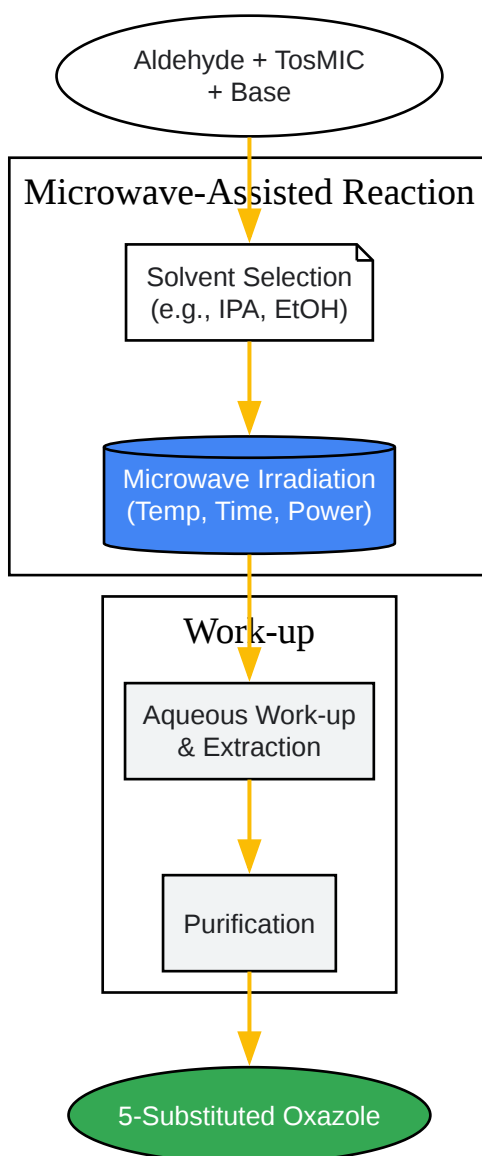 Aldehyde + TosMIC
+ Base
Microwave-Assisted Reaction
Solvent Selection
(e.g., IPA, EtOH)
Microwave Irradiation
(Temp, Time, Power)
Work-up
Aqueous Work-up
& Extraction
Purification
5-Substituted Oxazole